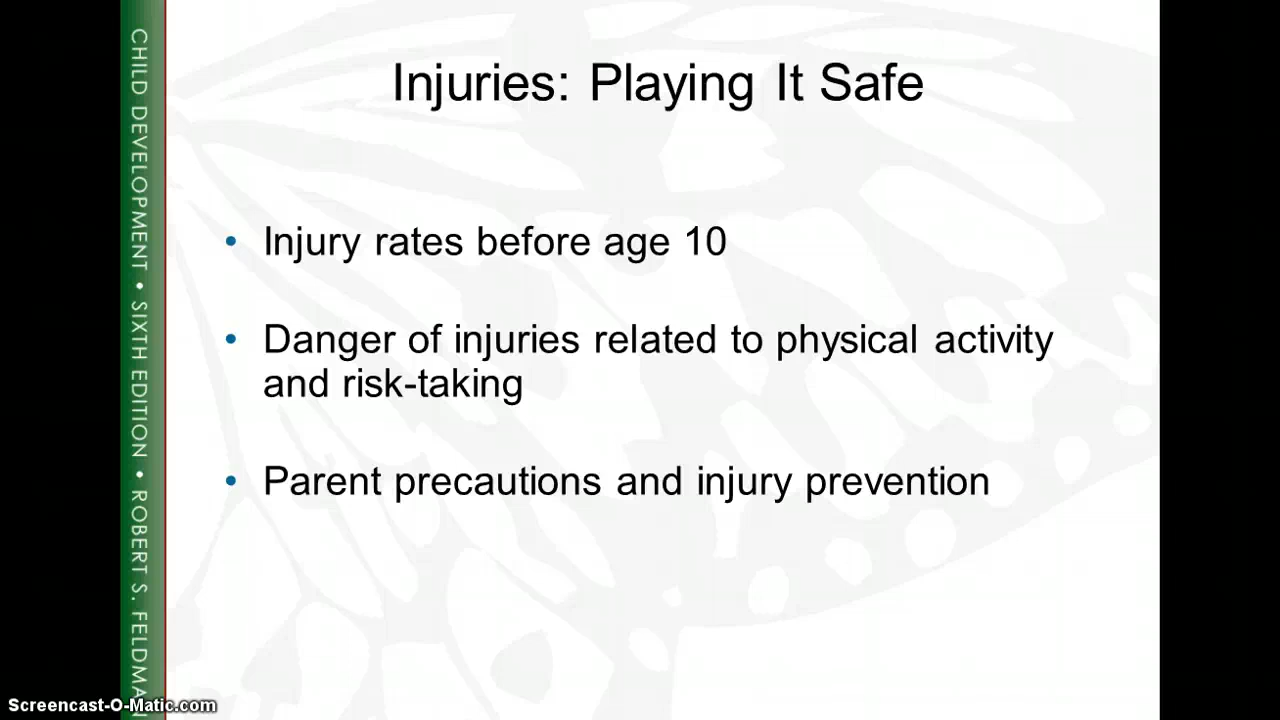 Injuries: Playing It Safe
• Injury rates before age 10
• Danger of injuries related to physical activity
and risk-taking
• Parent precautions and injury prevention
CHILD DEVELOPMENT • SIXTH EDITION • ROBERT S. FELDMAN
Screencast-O-Matic.com